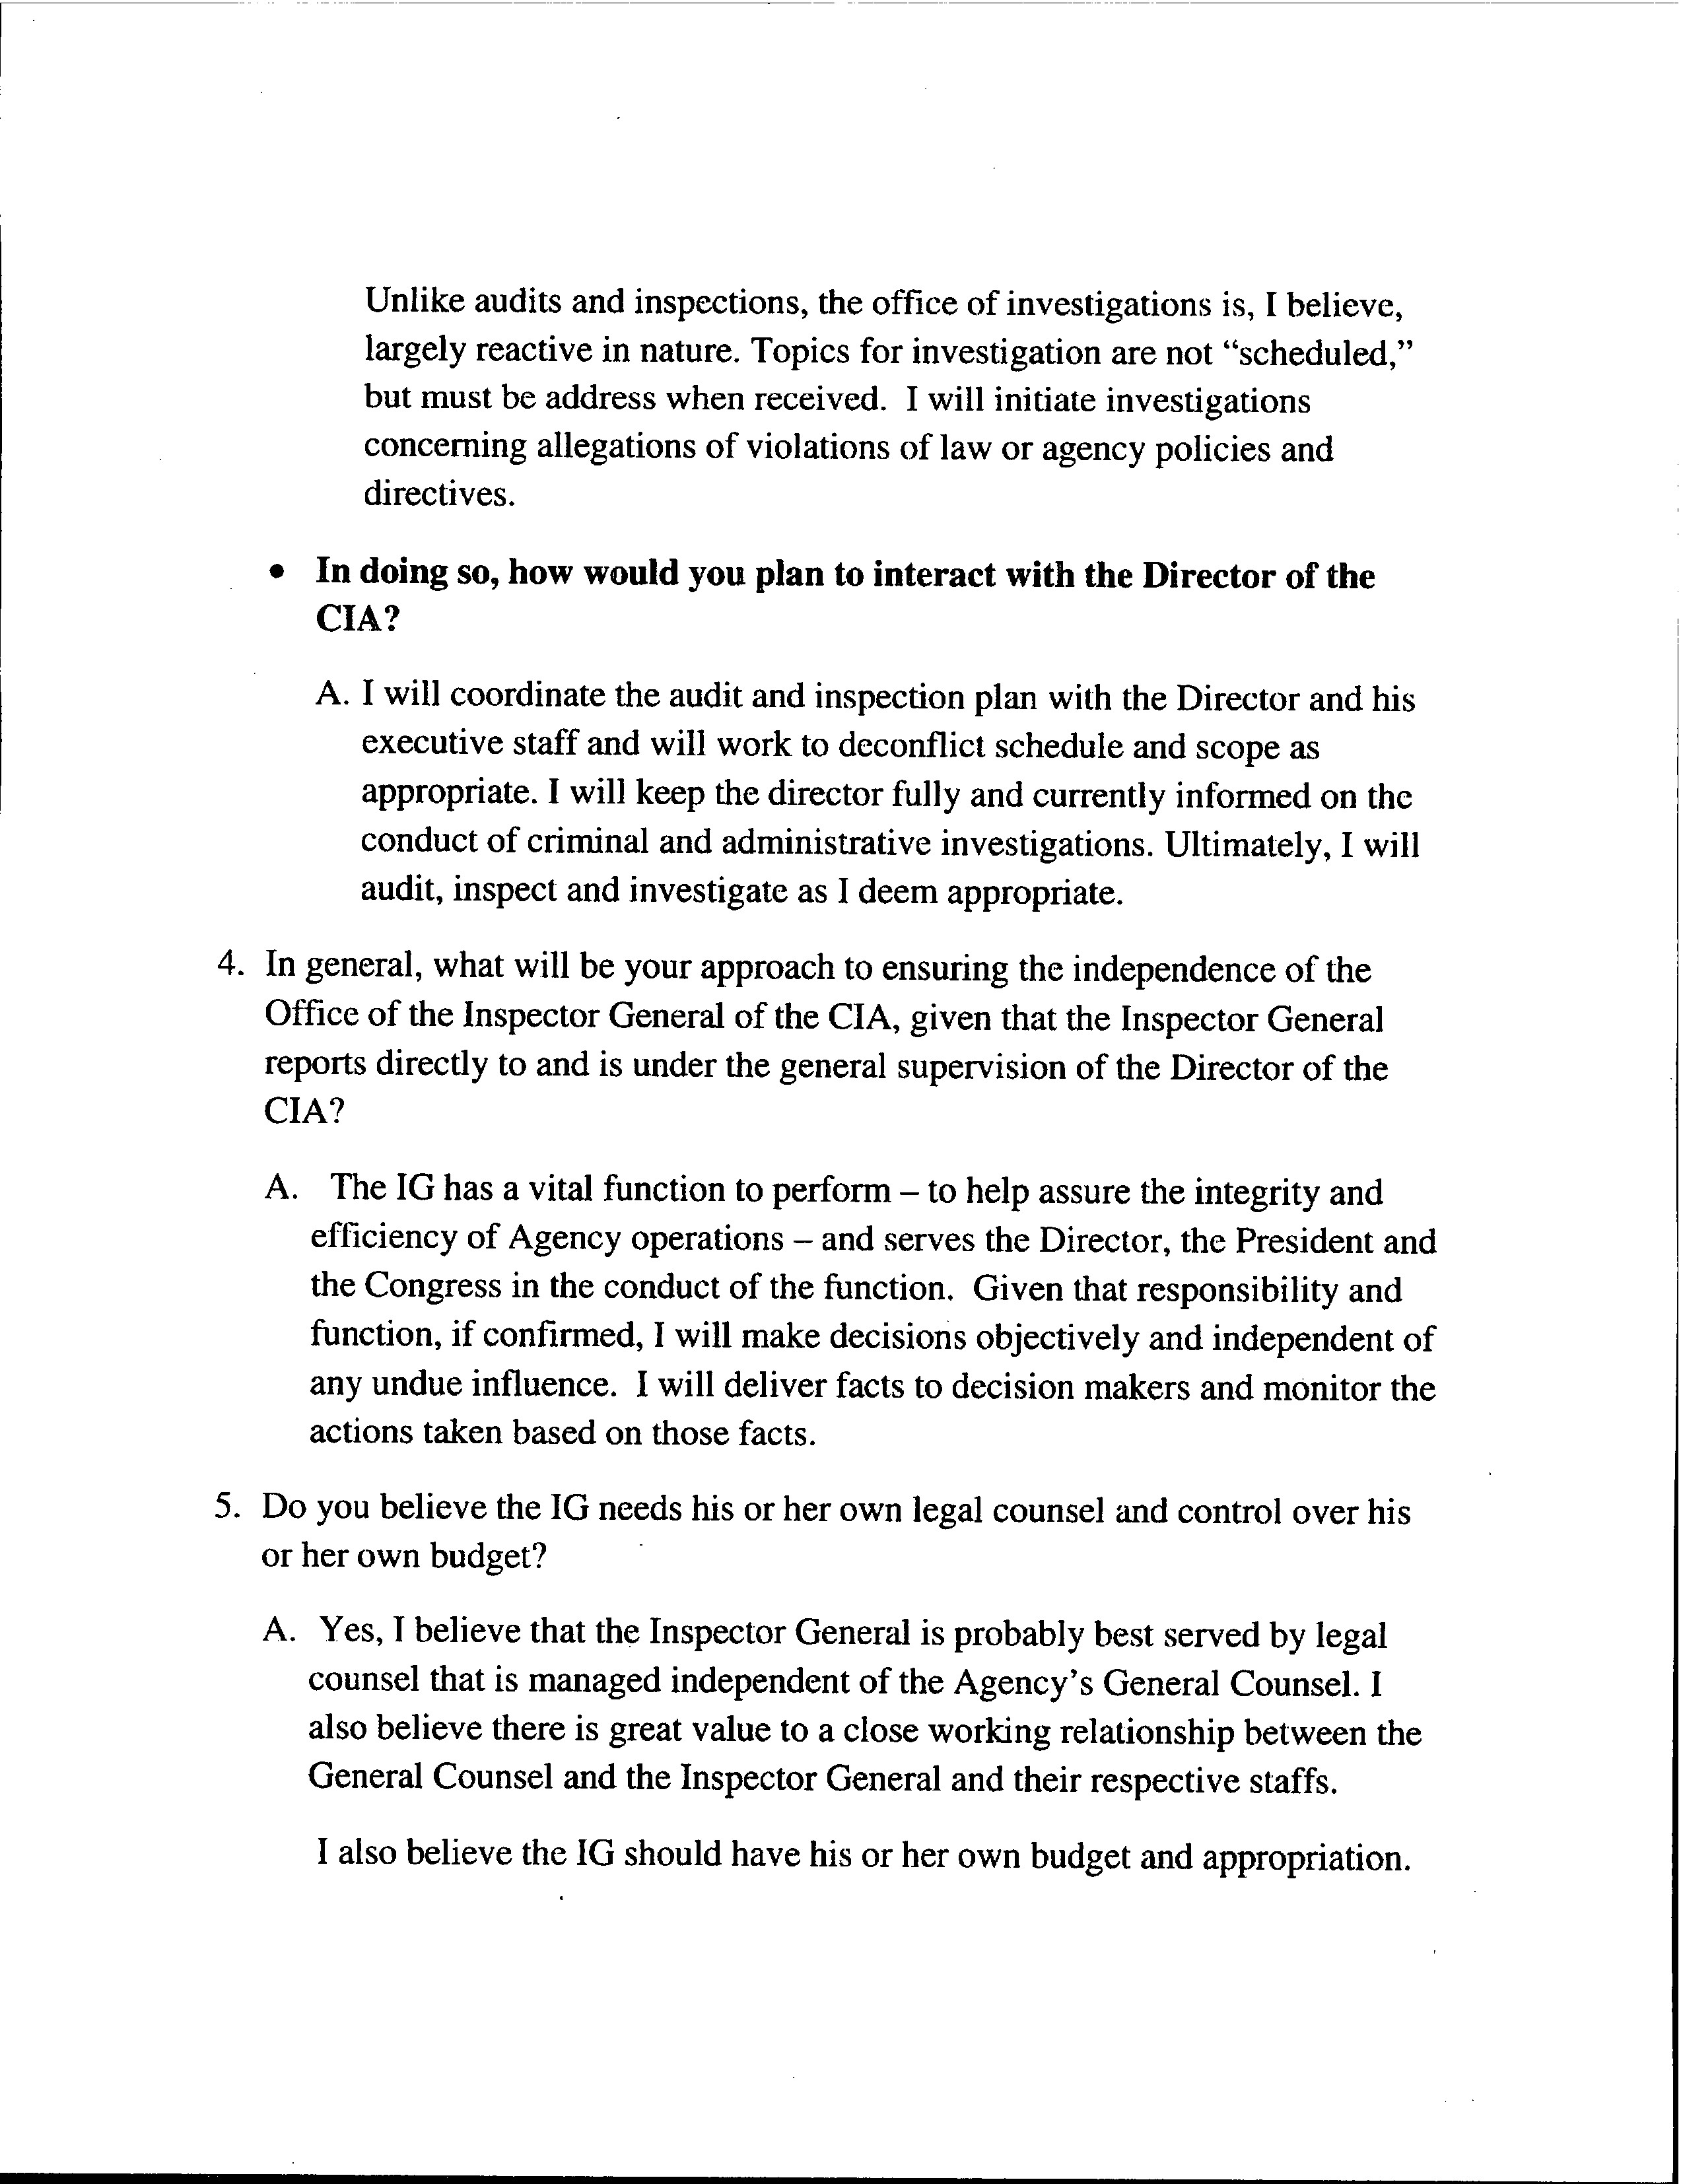 Unlike audits and inspections, the office of investigations is, I believe,
largely reactive in nature. Topics for investigation are not “scheduled,”
but must be address when received.  I will initiate investigations
concerning allegations of violations of law or agency policies and
directives.
• In doing so, how would you plan to interact with the Director of the
CIA?
A. I will coordinate the audit and inspection plan with the Director and his
executive staff and will work to deconflict schedule and scope as
appropriate. I will keep the director fully and currently informed on the
conduct of criminal and administrative investigations. Ultimately, I will
audit, inspect and investigate as I deem appropriate.
4. In general, what will be your approach to ensuring the independence of the
Office of the Inspector General of the CIA, given that the Inspector General
reports directly to and is under the general supervision of the Director of the
CIA?
A. The IG has a vital function to perform – to help assure the integrity and
efficiency of Agency operations – and serves the Director, the President and
the Congress in the conduct of the function.  Given that responsibility and
function, if confirmed, I will make decisions objectively and independent of
any undue influence.  I will deliver facts to decision makers and monitor the
actions taken based on those facts.
5. Do you believe the IG needs his or her own legal counsel and control over his
or her own budget?
A. Yes, I believe that the Inspector General is probably best served by legal
counsel that is managed independent of the Agency’s General Counsel. I
also believe there is great value to a close working relationship between the
General Counsel and the Inspector General and their respective staffs.
I also believe the IG should have his or her own budget and appropriation.